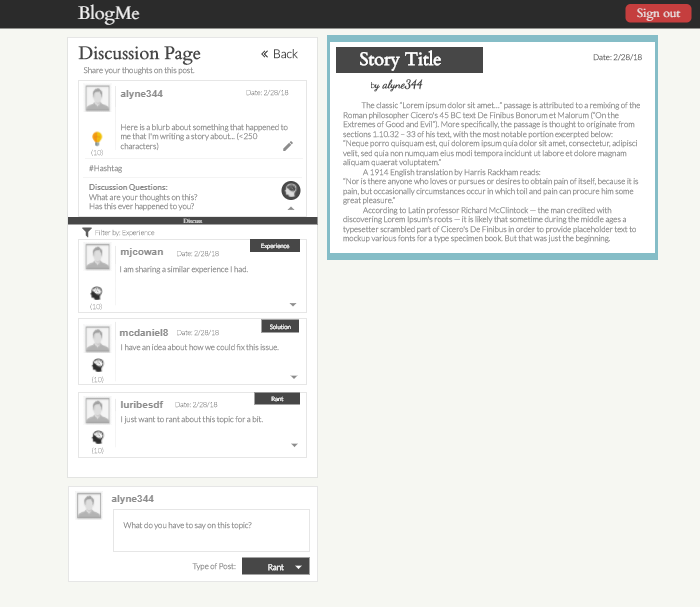 BlogMe
Sign out
Discussion Page
« Back
Share your thoughts on this post.
alyne344
Date: 2/28/18
Here is a blurb about something that happened to
me that I'm writing a story about... (<250
characters)
(10)
#Hashtag
Discussion Questions:
What are your thoughts on this?
Has this ever happened to you?
Discuss
Filter by: Experience
Experience
mjcowan
Date: 2/28/18
I am sharing a similar experience I had.
(10)
Solution
mcdaniel8
Date: 2/28/18
I have an idea about how we could fix this issue.
(10)
Rant
luribesdf
Date: 2/28/18
I just want to rant about this topic for a bit.
(10)
alyne344
What do you have to say on this topic?
Type of Post:
Rant
Story Title
Date: 2/28/18
by alyne344
The classic "Lorem ipsum dolor sit amet..." passage is attributed to a remixing of the
Roman philosopher Cicero's 45 BC text De Finibus Bonorum et Malorum ("On the
Extremes of Good and Evil"). More specifically, the passage is thought to originate from
sections 1.10.32 – 33 of his text, with the most notable portion excerpted below:
"Neque porro quisquam est, qui dolorem ipsum quia dolor sit amet, consectetur, adipisci
velit, sed quia non numquam eius modi tempora incidunt ut labore et dolore magnam
aliquam quaerat voluptatem."
A 1914 English translation by Harris Rackham reads:
"Nor is there anyone who loves or pursues or desires to obtain pain of itself, because it is
pain, but occasionally circumstances occur in which toil and pain can procure him some
great pleasure."
According to Latin professor Richard McClintock — the man credited with
discovering Lorem Ipsum's roots — it is likely that sometime during the middle ages a
typesetter scrambled part of Cicero's De Finibus in order to provide placeholder text to
mockup various fonts for a type specimen book. But that was just the beginning.